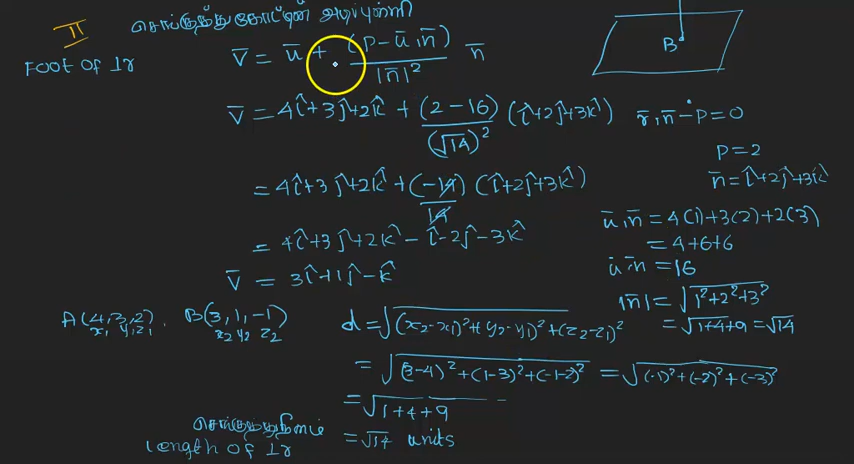 II
செங்குத்து கோட்டின் அடிப்புள்ளி
Foot of ⊥r
v̄ = ū + (p - ū.n̄)/|n̄|² n̄
B
v̄ = 4î+3ĵ+2k̂ + (2-16)/(√14)² (î+2ĵ+3k̂)
r̄.n̄ - p = 0
p = 2
= 4î+3ĵ+2k̂ + (-14)/14 (î+2ĵ+3k̂)
n̄ = î+2ĵ+3k̂
= 4î+3ĵ+2k̂ - î-2ĵ-3k̂
ū.n̄ = 4(1)+3(2)+2(3)
= 4+6+6
v̄ = 3î+1ĵ-k̂
ū.n̄ = 16
|n̄| = √1²+2²+3²
= √1+4+9 = √14
A(4,3,2). B(3,1,-1)
x₁ y₁ z₁ x₂ y₂ z₂
d = √(x₂-x₁)²+(y₂-y₁)²+(z₂-z₁)²
= √(3-4)²+(1-3)²+(-1-2)² = √(-1)²+(-2)²+(-3)²
= √1+4+9
Length of ⊥r
= √14 units